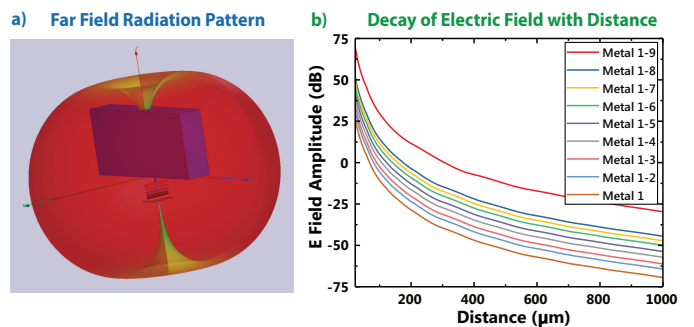 a) Far Field Radiation Pattern
b) Decay of Electric Field with Distance
E Field Amplitude (dB)
75
50
25
0
-25
-50
-75
Metal 1-9
Metal 1-8
Metal 1-7
Metal 1-6
Metal 1-5
Metal 1-4
Metal 1-3
Metal 1-2
Metal 1
200
400
600
800
1000
Distance (μm)